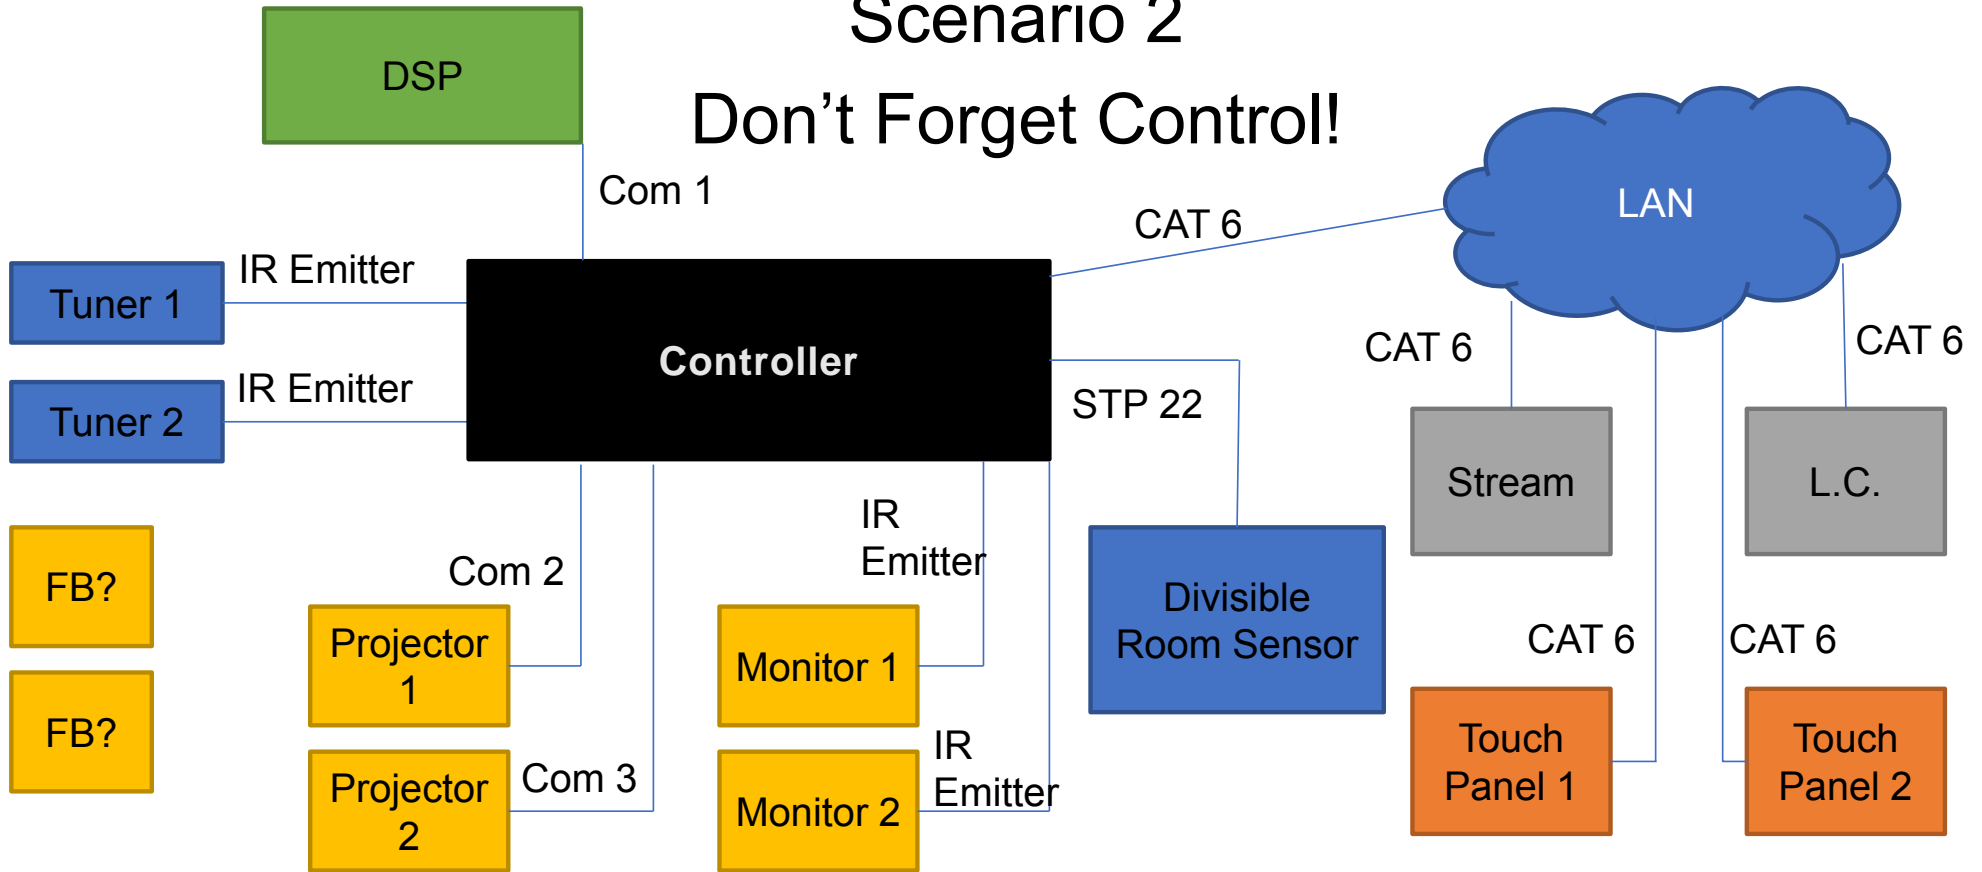 Scenario 2
Don't Forget Control!
DSP
Com 1
LAN
CAT 6
IR Emitter
Tuner 1
Controller
CAT 6
CAT 6
IR Emitter
Tuner 2
STP 22
Stream
L.C.
IR
Emitter
FB?
Com 2
Divisible
Room Sensor
Projector
1
Monitor 1
CAT 6
CAT 6
FB?
IR
Emitter
Touch
Panel 1
Touch
Panel 2
Projector
2
Com 3
Monitor 2